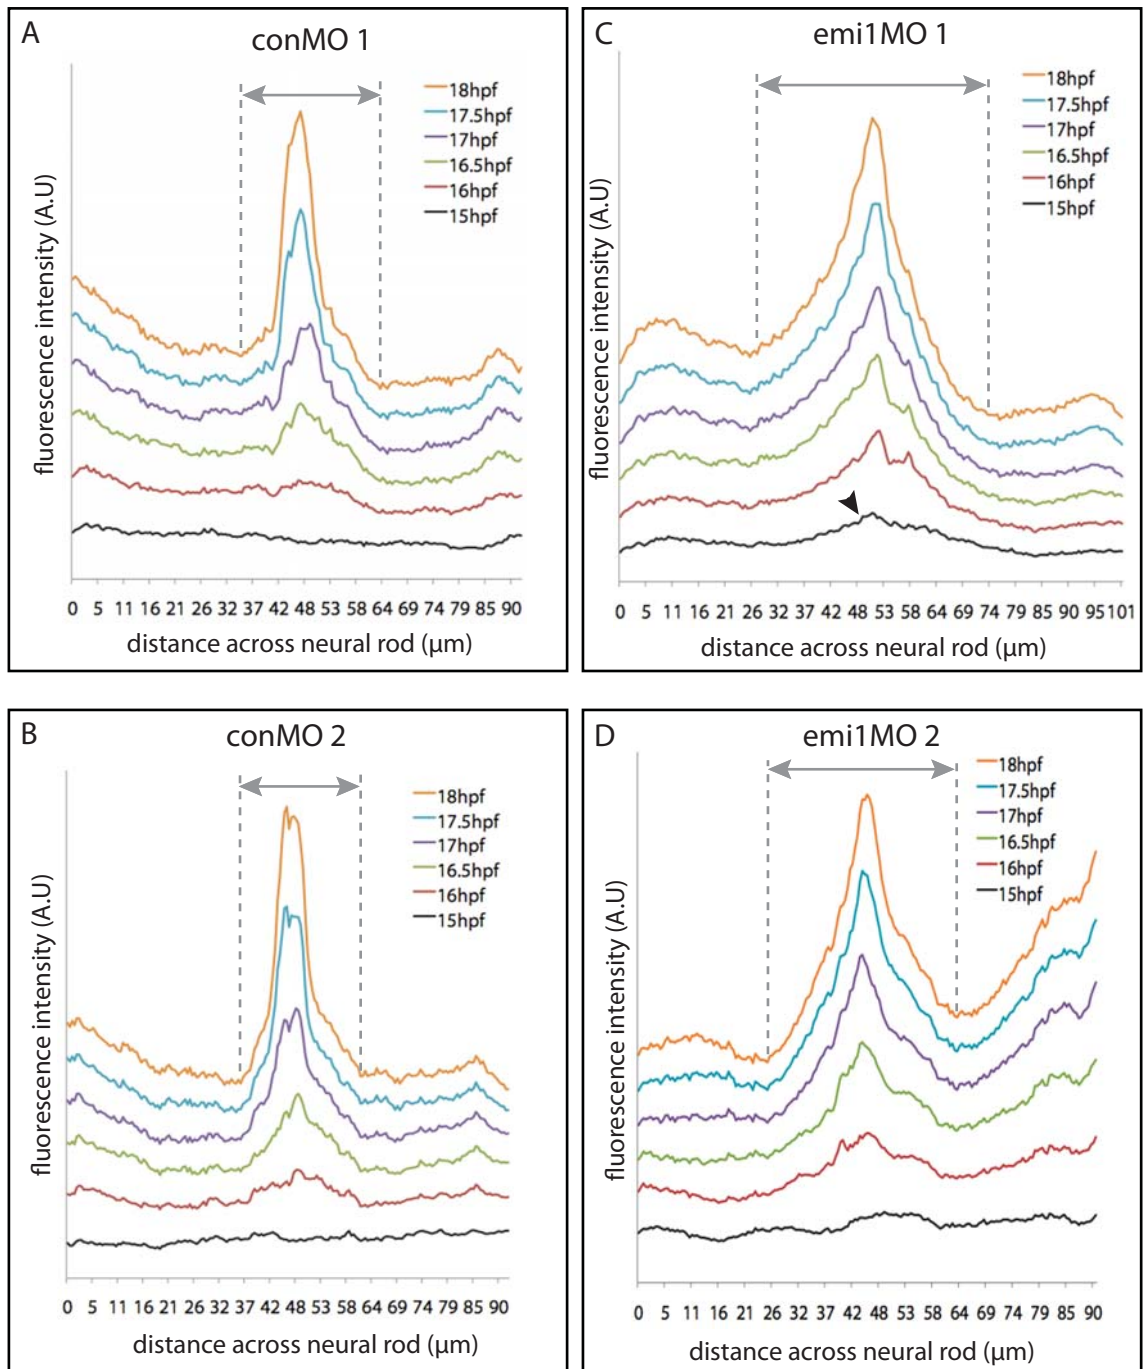 A
conMO 1
18hpf
17.5hpf
17hpf
16.5hpf
16hpf
15hpf
fluorescence intensity (A.U)
0 5 11 16 21 26 32 37 42 48 53 58 64 69 74 79 85 90
distance across neural rod (μm)
C
emi1MO 1
18hpf
17.5hpf
17hpf
16.5hpf
16hpf
15hpf
fluorescence intensity (A.U)
0 5 11 16 21 26 32 37 42 48 53 58 64 69 74 79 85 90 95 101
distance across neural rod (μm)
B
conMO 2
18hpf
17.5hpf
17hpf
16.5hpf
16hpf
15hpf
fluorescence intensity (A.U)
0 5 11 16 21 26 32 37 42 48 53 58 64 69 74 79 85 90
distance across neural rod (μm)
D
emi1MO 2
18hpf
17.5hpf
17hpf
16.5hpf
16hpf
15hpf
fluorescence intensity (A.U)
0 5 11 16 21 26 32 37 42 48 53 58 64 69 74 79 85 90
distance across neural rod (μm)